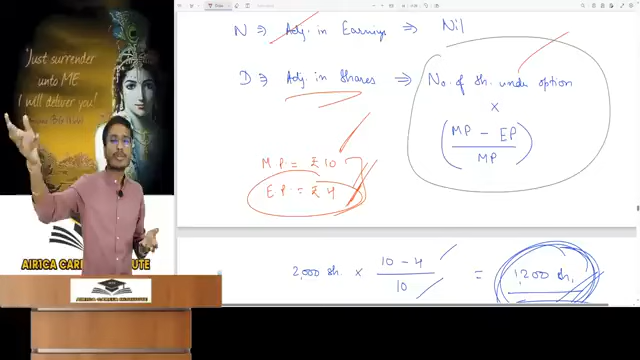 N ⇒ Adj. in Earnings ⇒ Nil
D ⇒ Adj. in Shares ⇒ No. of sh. under option
×
(MP - EP / MP)
MP = ₹ 10
EP = ₹ 4
2,000 sh. × 10 - 4 / 10 = 1,200 sh.
Just surrender
unto ME
I will deliver you!
AIR1CA CAREER INSTITUTE
AIR1CA CAREER INSTITUTE